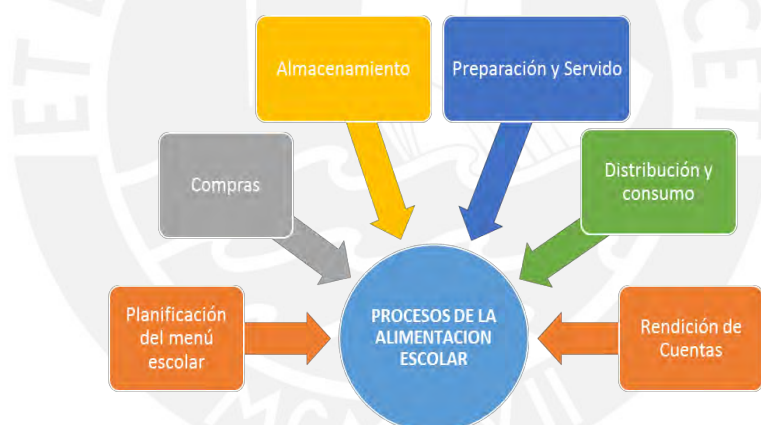 Almacenamiento
Preparación y Servido
Compras
Distribución y
consumo
Planificación
del menú
escolar
PROCESOS DE LA
ALIMENTACION
ESCOLAR
Rendición de
Cuentas